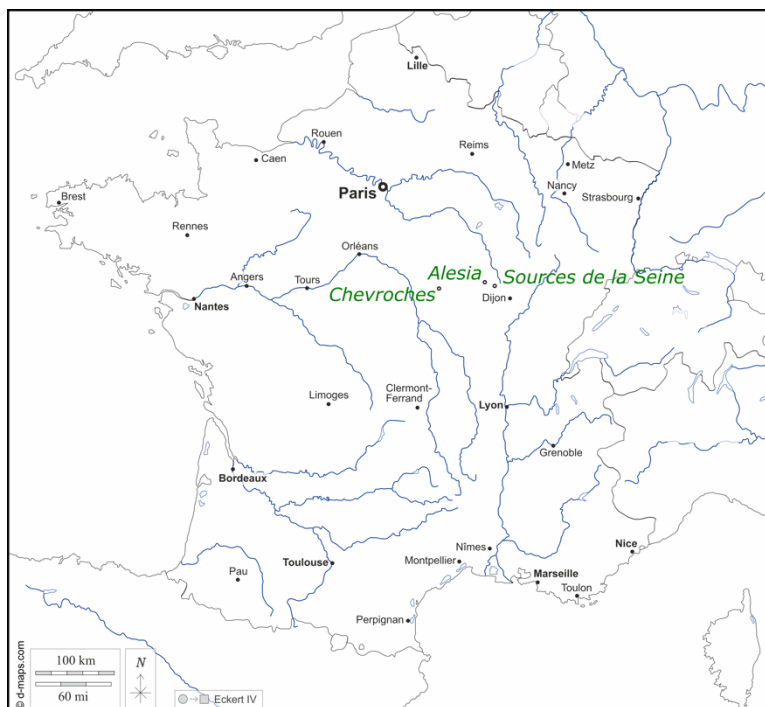 Lille
Rouen
Reims
Caen
Metz
Paris
Nancy
Strasbourg
Brest
Rennes
Orléans
Alesia
Sources de la Seine
Angers
Tours
Chevroches
Dijon
Nantes
Limoges
Clermont-
Ferrand
Lyon
Grenoble
Bordeaux
Nîmes
Nice
Toulouse
Montpellier
Pau
Marseille
Toulon
Perpignan
© d-maps.com
100 km
60 mi
N
Eckert IV